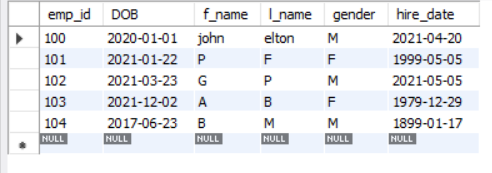 emp_id DOB f_name l_name gender hire_date
100 2020-01-01 john elton M 2021-04-20
101 2021-01-22 P F F 1999-05-05
102 2021-03-23 G P M 2021-05-05
103 2021-12-02 A B F 1979-12-29
104 2017-06-23 B M M 1899-01-17
NULL NULL NULL NULL NULL NULL